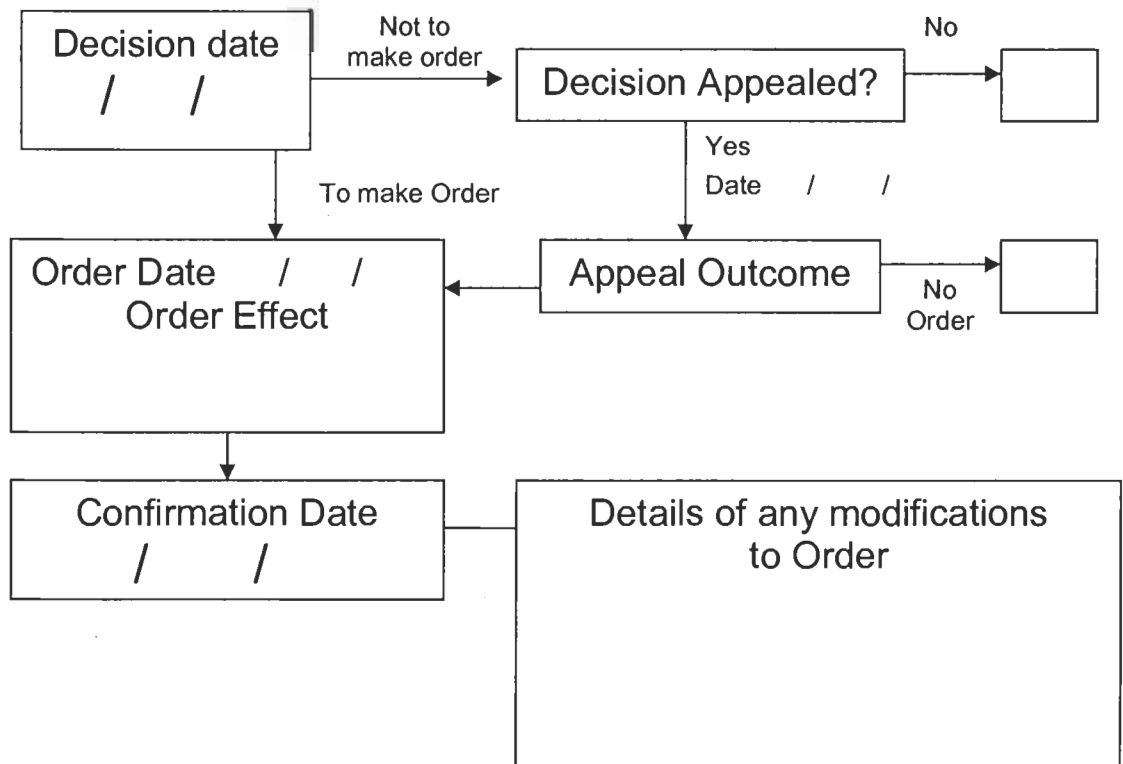 Decision date
/ /
Not to
make order
Decision Appealed?
No
Yes
Date / /
To make Order
Order Date / /
Order Effect
Appeal Outcome
No
Order
Confirmation Date
/ /
Details of any modifications
to Order